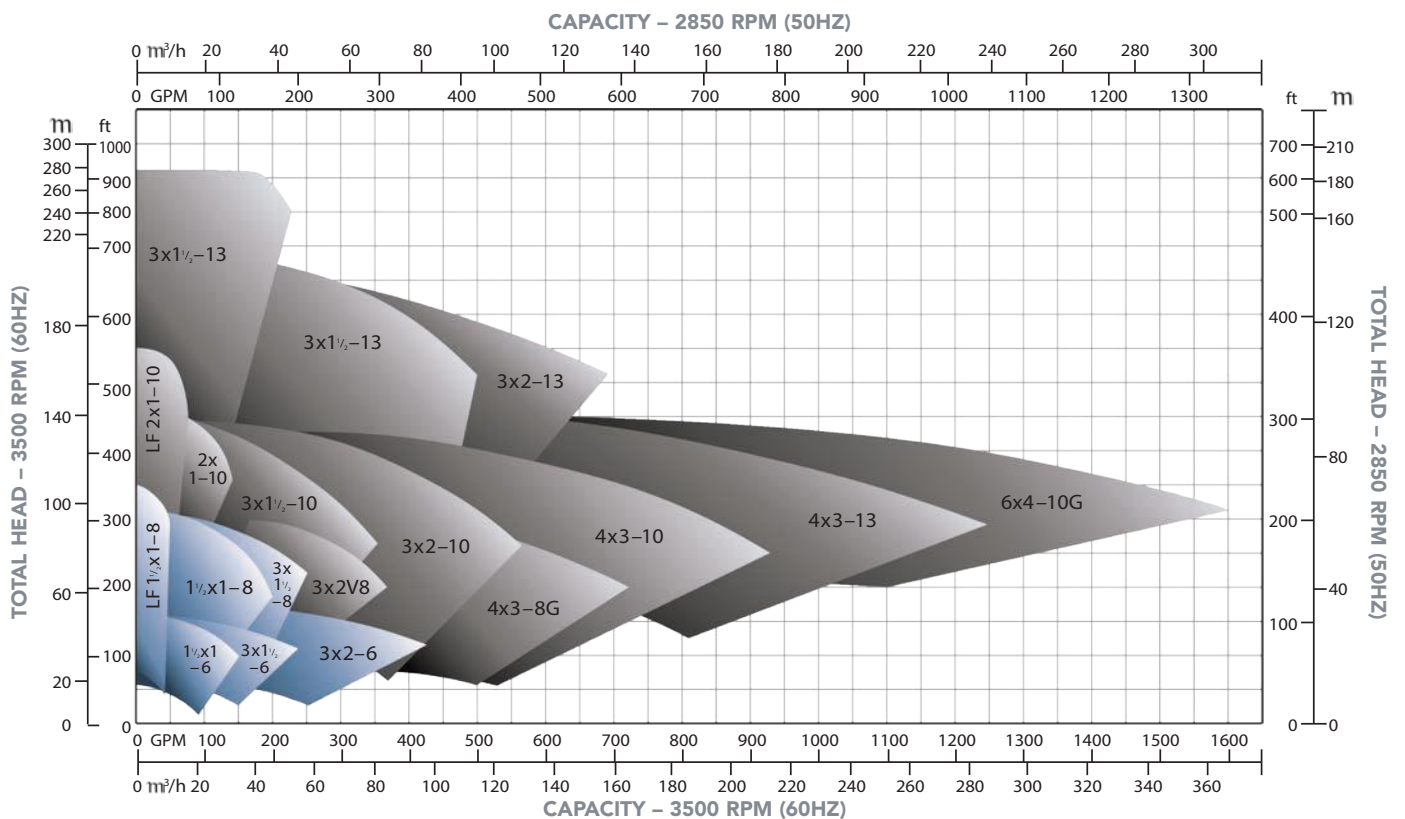 CAPACITY – 2850 RPM (50HZ)
0 m³/h 20 40 60 80 100 120 140 160 180 200 220 240 260 280 300
0 GPM 100 200 300 400 500 600 700 800 900 1000 1100 1200 1300
m ft
ft m
300 1000
280 900
260
240 800
220 700
180 600
500
140
400
100 300
60 200
100
20
0 0
700 210
600 180
500 160
400 120
300
80
200
40
100
0 0
TOTAL HEAD – 3500 RPM (60HZ)
TOTAL HEAD – 2850 RPM (50HZ)
3x1½–13
3x1½–13
3x2–13
LF 2x1–10
2x
1–10
3x1½–10
3x2–10
4x3–10
4x3–13
6x4–10G
LF 1½x1–8
1½x1–8
3x
1½
–8
3x2V8
4x3–8G
1½x1
–6
3x1½
–6
3x2–6
0 GPM 100 200 300 400 500 600 700 800 900 1000 1100 1200 1300 1400 1500 1600
0 m³/h 20 40 60 80 100 120 140 160 180 200 220 240 260 280 300 320 340 360
CAPACITY – 3500 RPM (60HZ)